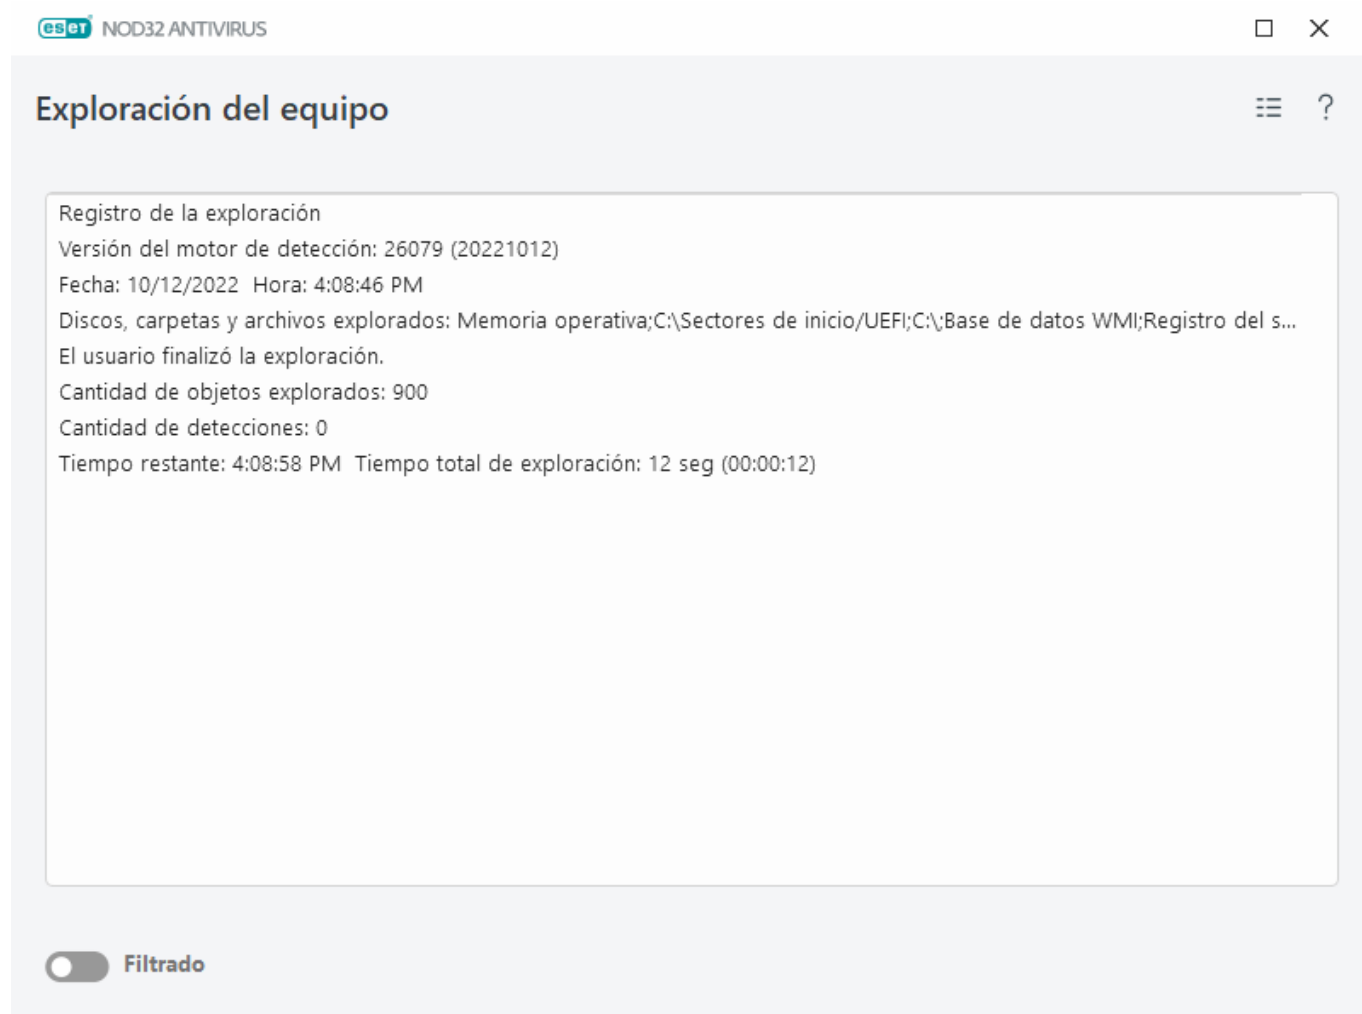 eset NOD32 ANTIVIRUS
Exploración del equipo
?
Registro de la exploración
Versión del motor de detección: 26079 (20221012)
Fecha: 10/12/2022 Hora: 4:08:46 PM
Discos, carpetas y archivos explorados: Memoria operativa;C:\Sectores de inicio/UEFI;C:\;Base de datos WMI;Registro del s...
El usuario finalizó la exploración.
Cantidad de objetos explorados: 900
Cantidad de detecciones: 0
Tiempo restante: 4:08:58 PM Tiempo total de exploración: 12 seg (00:00:12)
Filtrado